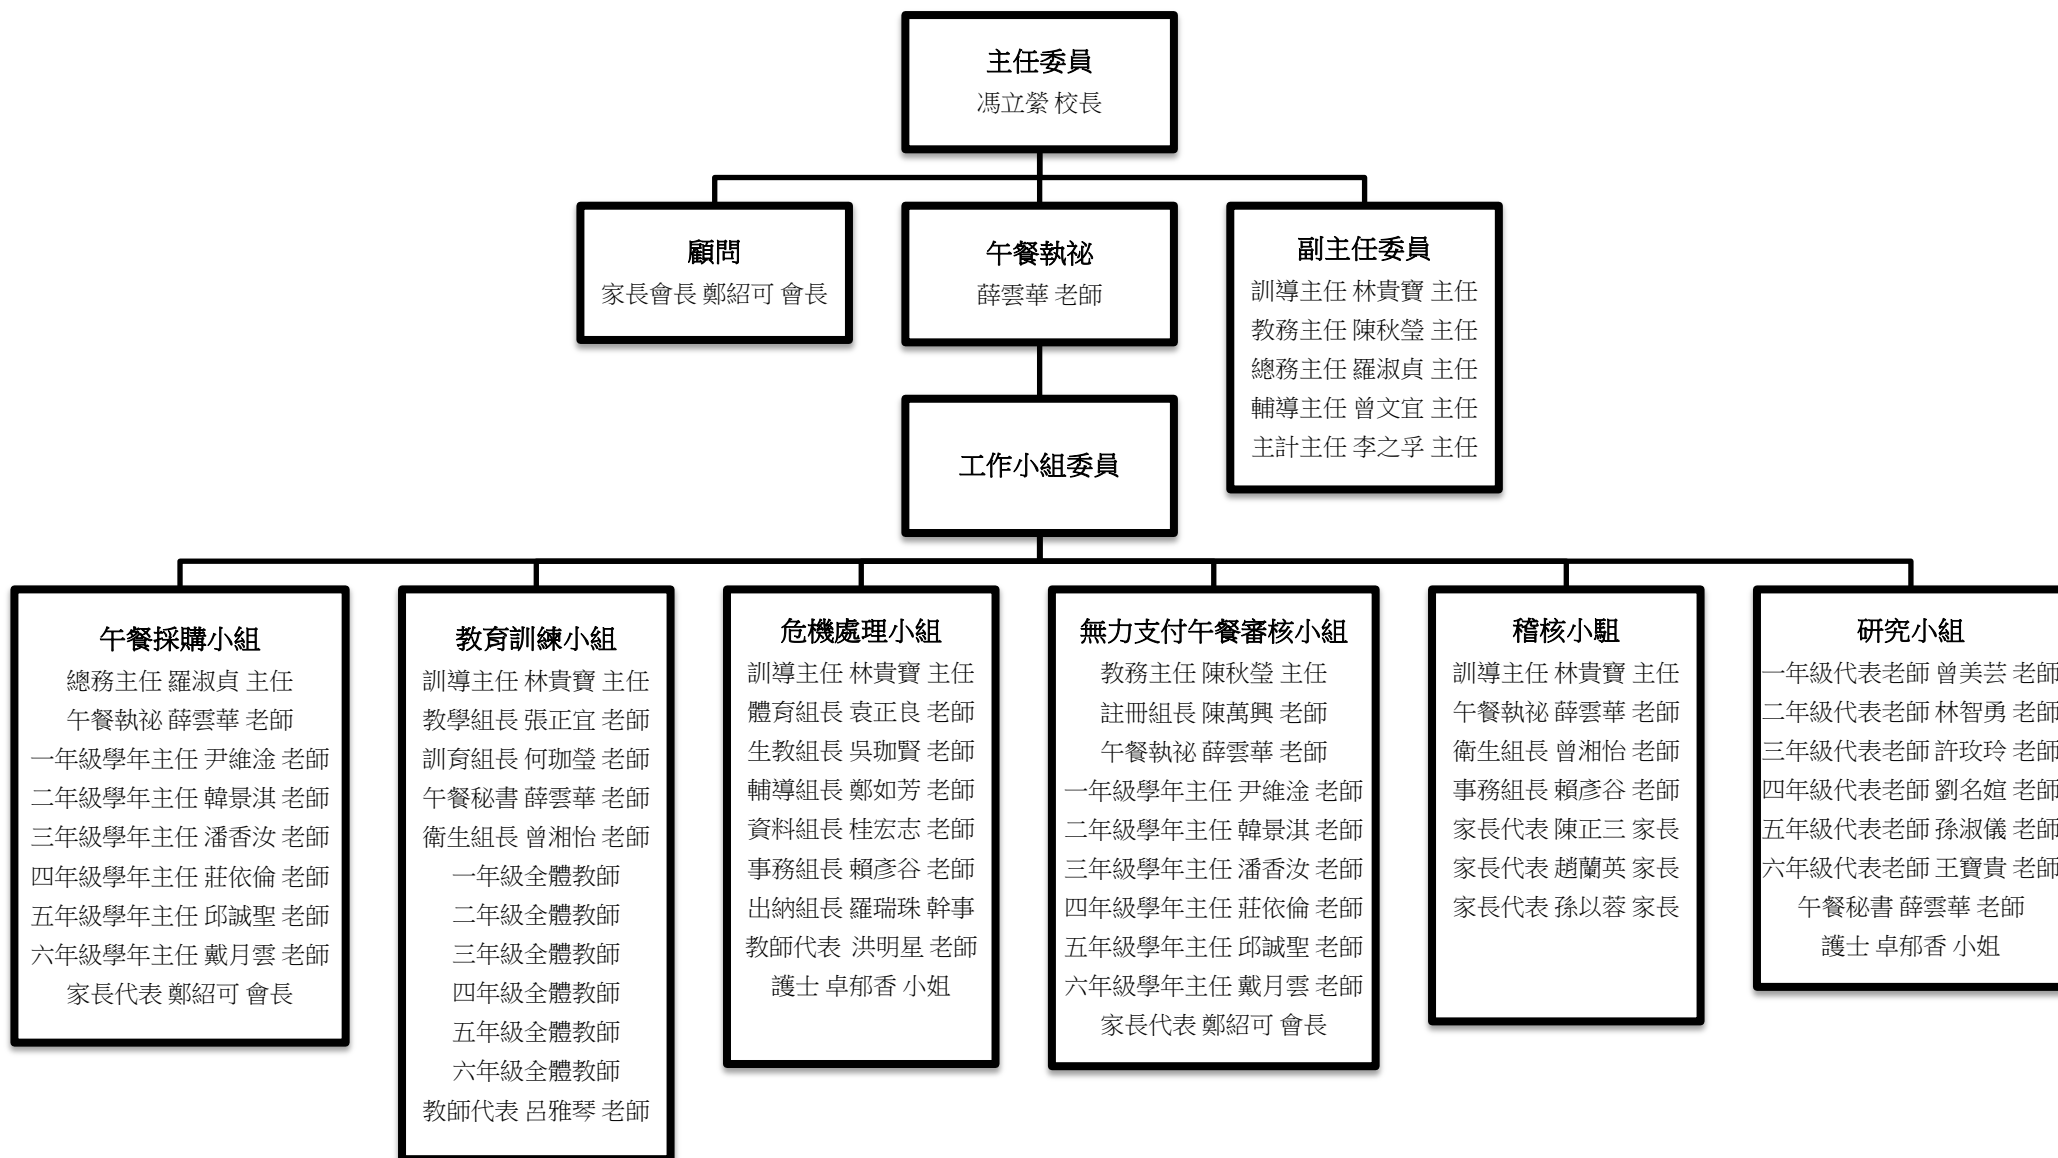 主任委員
馮立縈 校長
顧問
家長會長 鄭紹可 會長
午餐執祕
薛雲華 老師
副主任委員
訓導主任 林貴寶 主任
教務主任 陳秋瑩 主任
總務主任 羅淑貞 主任
輔導主任 曾文宜 主任
主計主任 李之孚 主任
工作小組委員
午餐採購小組
總務主任 羅淑貞 主任
午餐執祕 薛雲華 老師
一年級學年主任 尹維淦 老師
二年級學年主任 韓景淇 老師
三年級學年主任 潘香汝 老師
四年級學年主任 莊依倫 老師
五年級學年主任 邱誠聖 老師
六年級學年主任 戴月雲 老師
家長代表 鄭紹可 會長
教育訓練小組
訓導主任 林貴寶 主任
教學組長 張正宜 老師
訓育組長 何珈瑩 老師
午餐秘書 薛雲華 老師
衛生組長 曾湘怡 老師
一年級全體教師
二年級全體教師
三年級全體教師
四年級全體教師
五年級全體教師
六年級全體教師
教師代表 呂雅琴 老師
危機處理小組
訓導主任 林貴寶 主任
體育組長 袁正良 老師
生教組長 吳珈賢 老師
輔導組長 鄭如芳 老師
資料組長 桂宏志 老師
事務組長 賴彥谷 老師
出納組長 羅瑞珠 幹事
教師代表 洪明星 老師
護士 卓郁香 小姐
無力支付午餐審核小組
教務主任 陳秋瑩 主任
註冊組長 陳萬興 老師
午餐執祕 薛雲華 老師
一年級學年主任 尹維淦 老師
二年級學年主任 韓景淇 老師
三年級學年主任 潘香汝 老師
四年級學年主任 莊依倫 老師
五年級學年主任 邱誠聖 老師
六年級學年主任 戴月雲 老師
家長代表 鄭紹可 會長
稽核小駔
訓導主任 林貴寶 主任
午餐執祕 薛雲華 老師
衛生組長 曾湘怡 老師
事務組長 賴彥谷 老師
家長代表 陳正三 家長
家長代表 趙蘭英 家長
家長代表 孫以蓉 家長
研究小組
一年級代表老師 曾美芸 老師
二年級代表老師 林智勇 老師
三年級代表老師 許玫玲 老師
四年級代表老師 劉名媗 老師
五年級代表老師 孫淑儀 老師
六年級代表老師 王寶貴 老師
午餐秘書 薛雲華 老師
護士 卓郁香 小姐